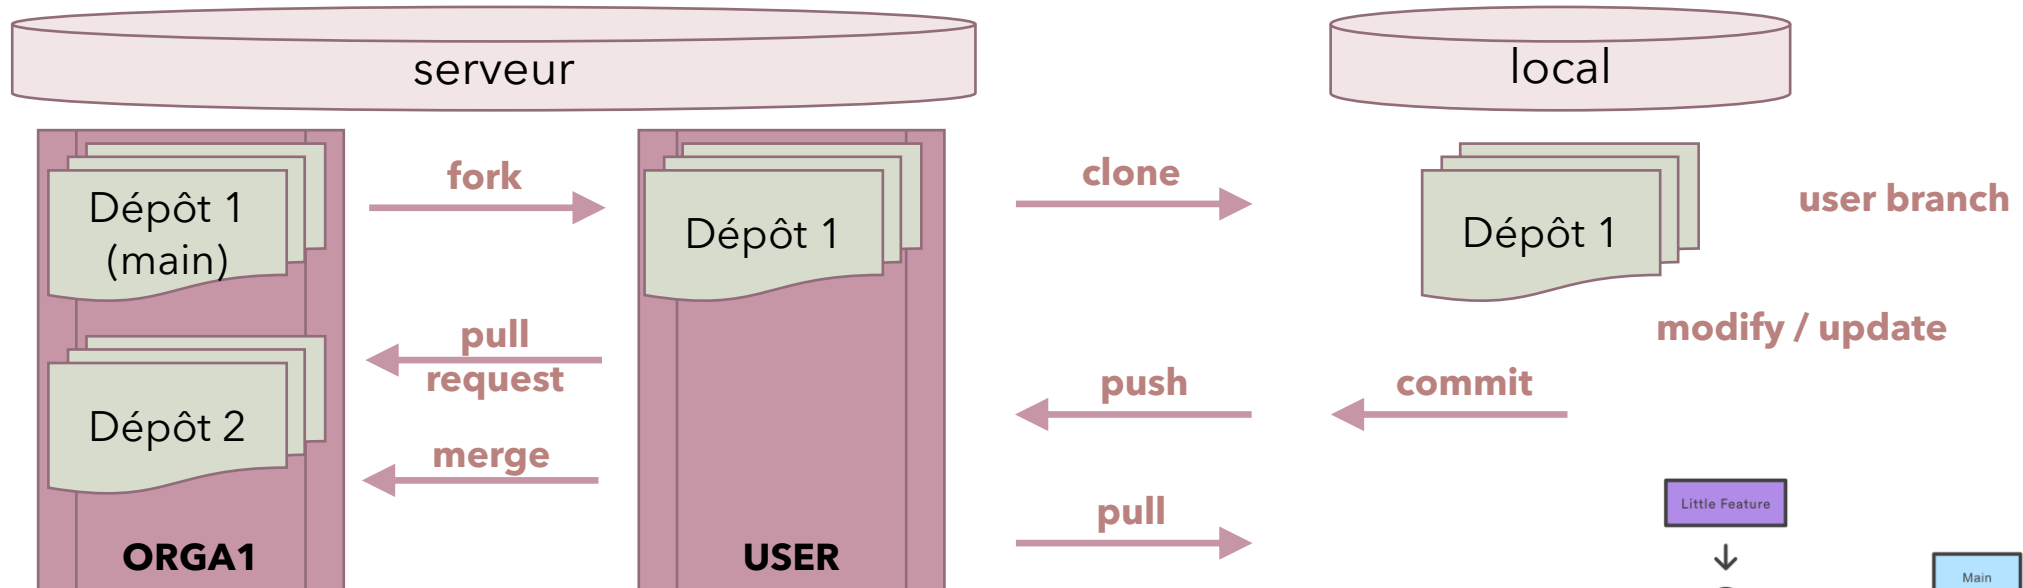 serveur
local
fork
clone
Dépôt 1
(main)
Dépôt 1
Dépôt 1
user branch
pull
request
modify / update
push
commit
Dépôt 2
merge
pull
Little Feature
ORGA1
USER
Main